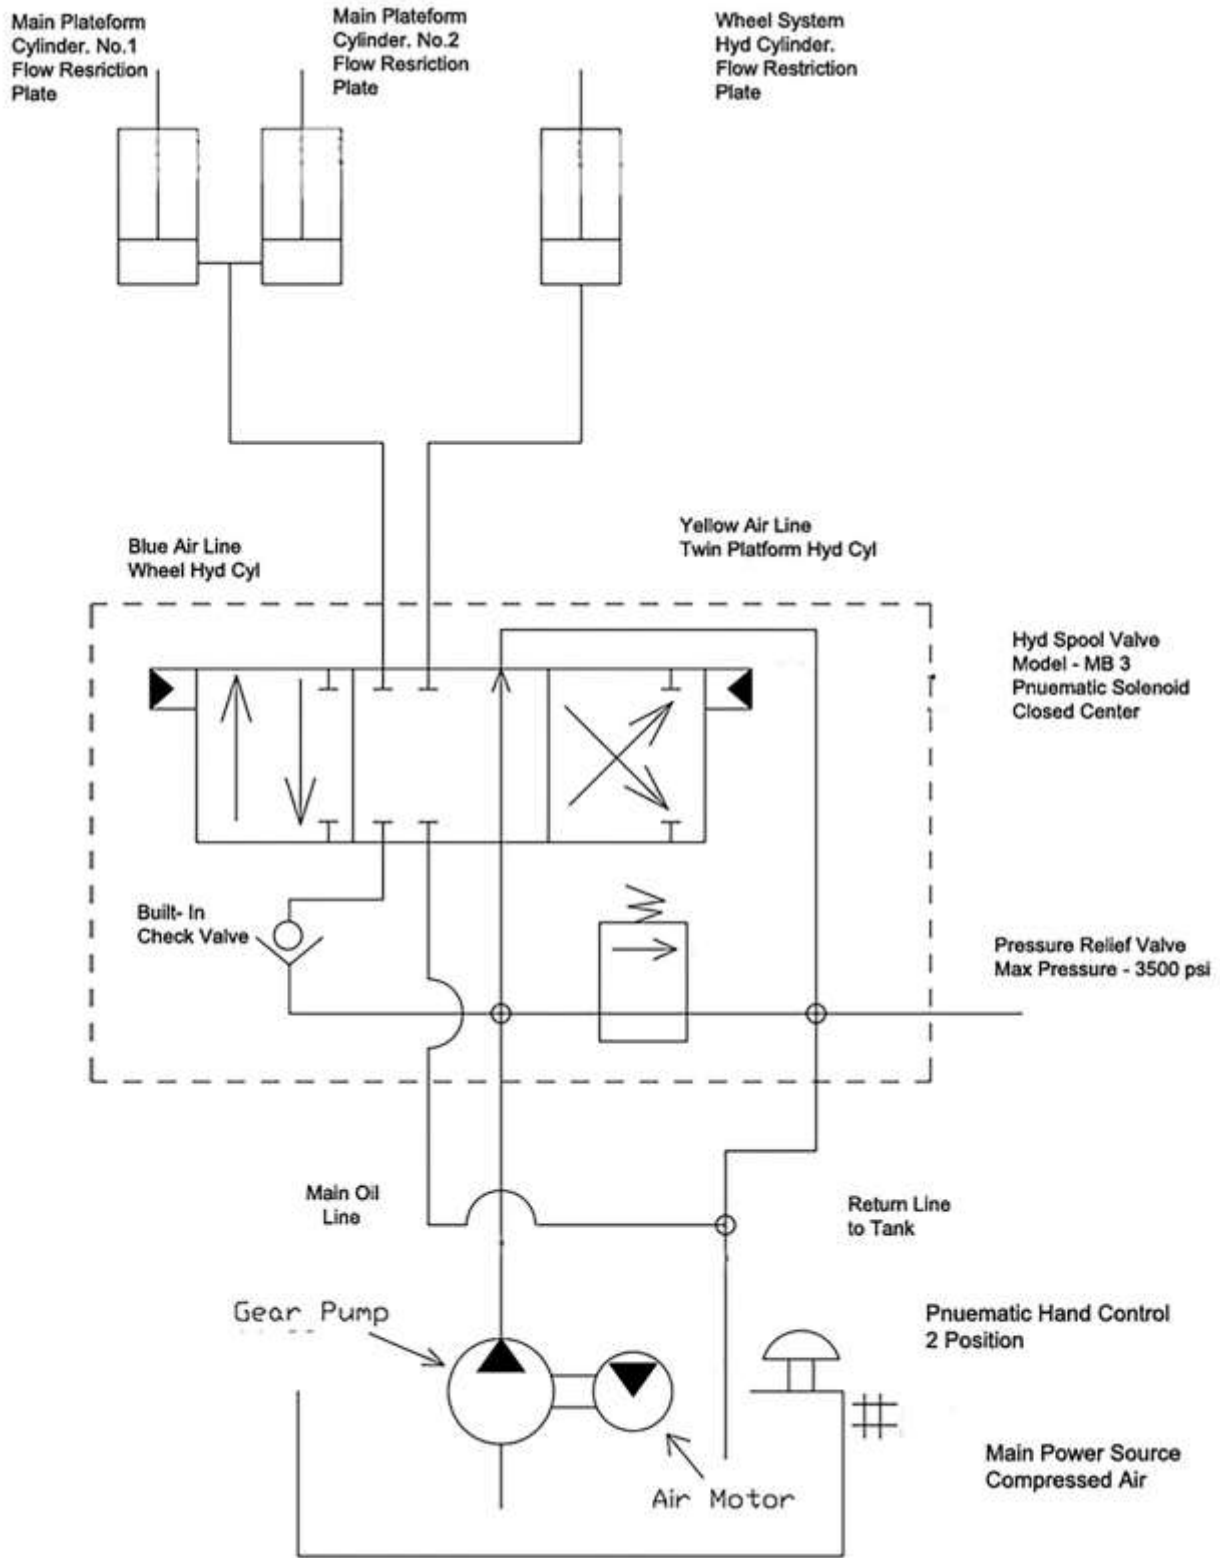 Main Plateform
Cylinder. No.1
Flow Resriction
Plate
Main Plateform
Cylinder. No.2
Flow Resriction
Plate
Wheel System
Hyd Cylinder.
Flow Restriction
Plate
Blue Air Line
Wheel Hyd Cyl
Yellow Air Line
Twin Platform Hyd Cyl
Hyd Spool Valve
Model - MB 3
Pnuematic Solenoid
Closed Center
Built- In
Check Valve
Pressure Relief Valve
Max Pressure - 3500 psi
Main Oil
Line
Return Line
to Tank
Gear Pump
Pnuematic Hand Control
2 Position
Main Power Source
Compressed Air
Air Motor